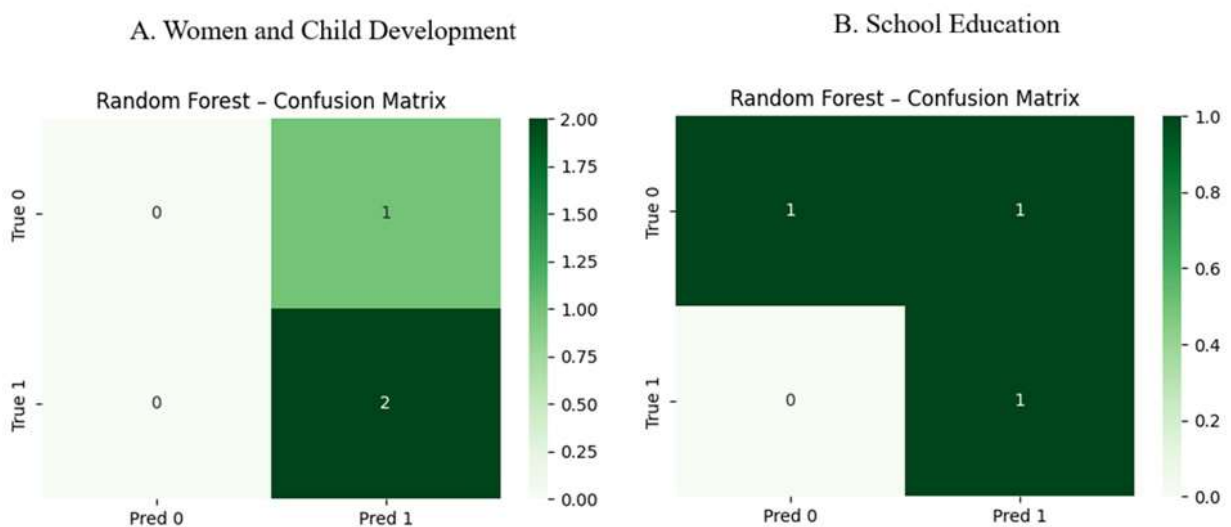 A. Women and Child Development
Random Forest – Confusion Matrix
True 0
True 1
0
1
0
2
Pred 0
Pred 1
2.00
1.75
1.50
1.25
1.00
0.75
0.50
0.25
0.00
B. School Education
Random Forest – Confusion Matrix
True 0
True 1
1
1
0
1
Pred 0
Pred 1
1.0
0.8
0.6
0.4
0.2
0.0